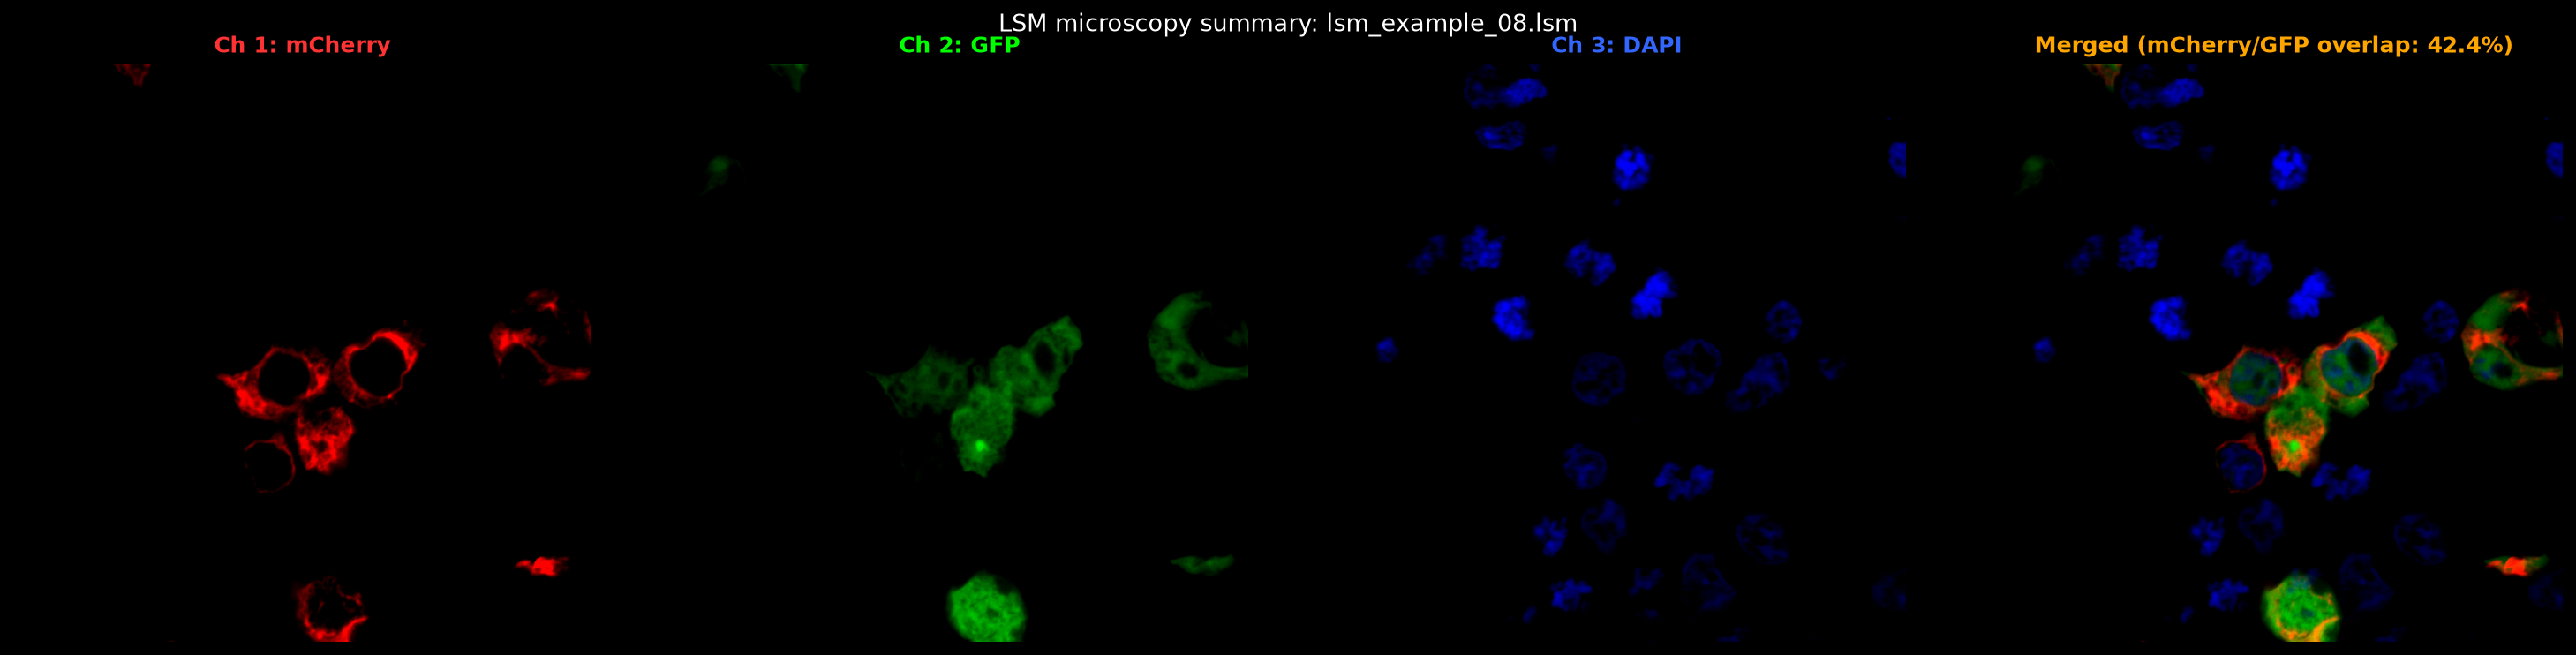 LSM microscopy summary: lsm_example_08.lsm
Ch 1: mCherry
Ch 2: GFP
Ch 3: DAPI
Merged (mCherry/GFP overlap: 42.4%)